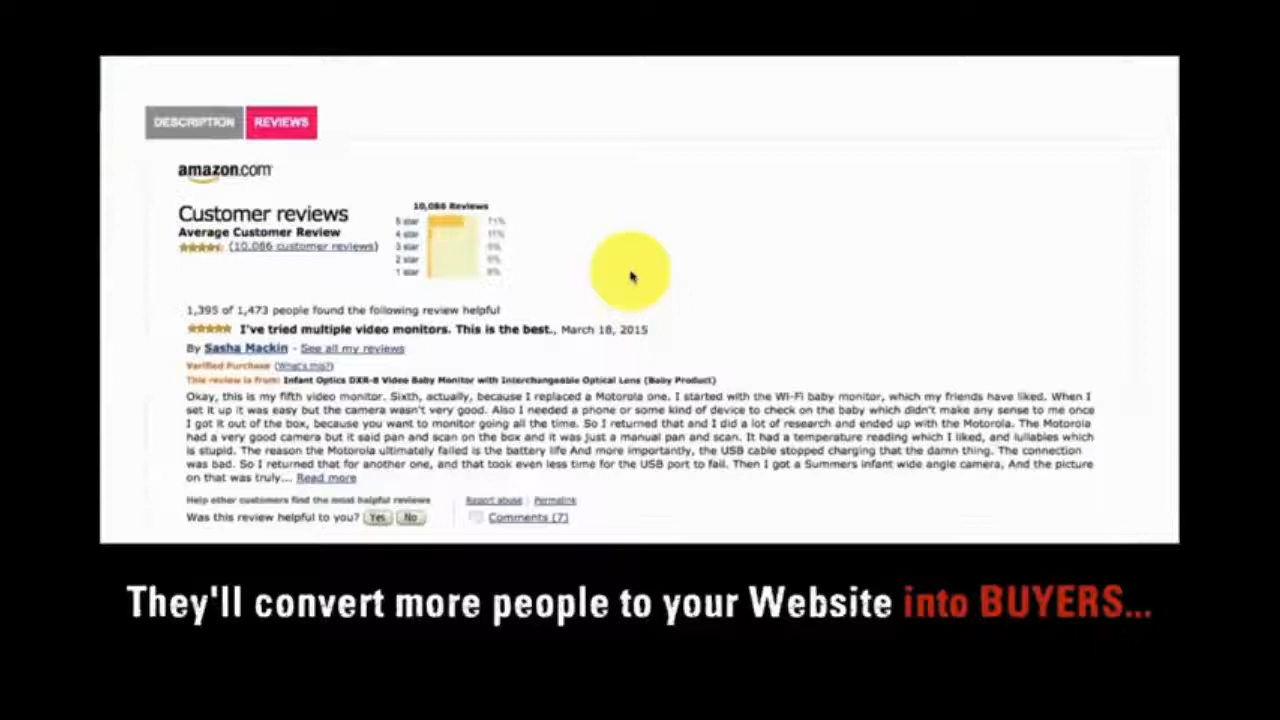 DESCRIPTION REVIEWS
amazon.com
Customer reviews
Average Customer Review
(10,086 customer reviews)
10,086 Reviews
5 star 71%
4 star 11%
3 star
2 star
1 star
1,395 of 1,473 people found the following review helpful
I've tried multiple video monitors. This is the best., March 18, 2015
By Sasha Mackin - See all my reviews
Verified Purchase (What's this?)
This review is from: Infant Optics DXR-8 Video Baby Monitor with Interchangeable Optical Lens (Baby Product)
Okay, this is my fifth video monitor. Sixth, actually, because I replaced a Motorola one. I started with the Wi-Fi baby monitor, which my friends have liked. When I
set it up it was easy but the camera wasn't very good. Also I needed a phone or some kind of device to check on the baby which didn't make any sense to me once
I got it out of the box, because you want to monitor going all the time. So I returned that and I did a lot of research and ended up with the Motorola. The Motorola
had a very good camera but it said pan and scan on the box and it was just a manual pan and scan. It had a temperature reading which I liked, and lullabies which
is stupid. The reason the Motorola ultimately failed is the battery life And more importantly, the USB cable stopped charging that the damn thing. The connection
was bad. So I returned that for another one, and that took even less time for the USB port to fail. Then I got a Summers infant wide angle camera, And the picture
on that was truly... Read more
Help other customers find the most helpful reviews
Was this review helpful to you? Yes No
Report abuse | Permalink
Comments (7)
They'll convert more people to your Website into BUYERS...